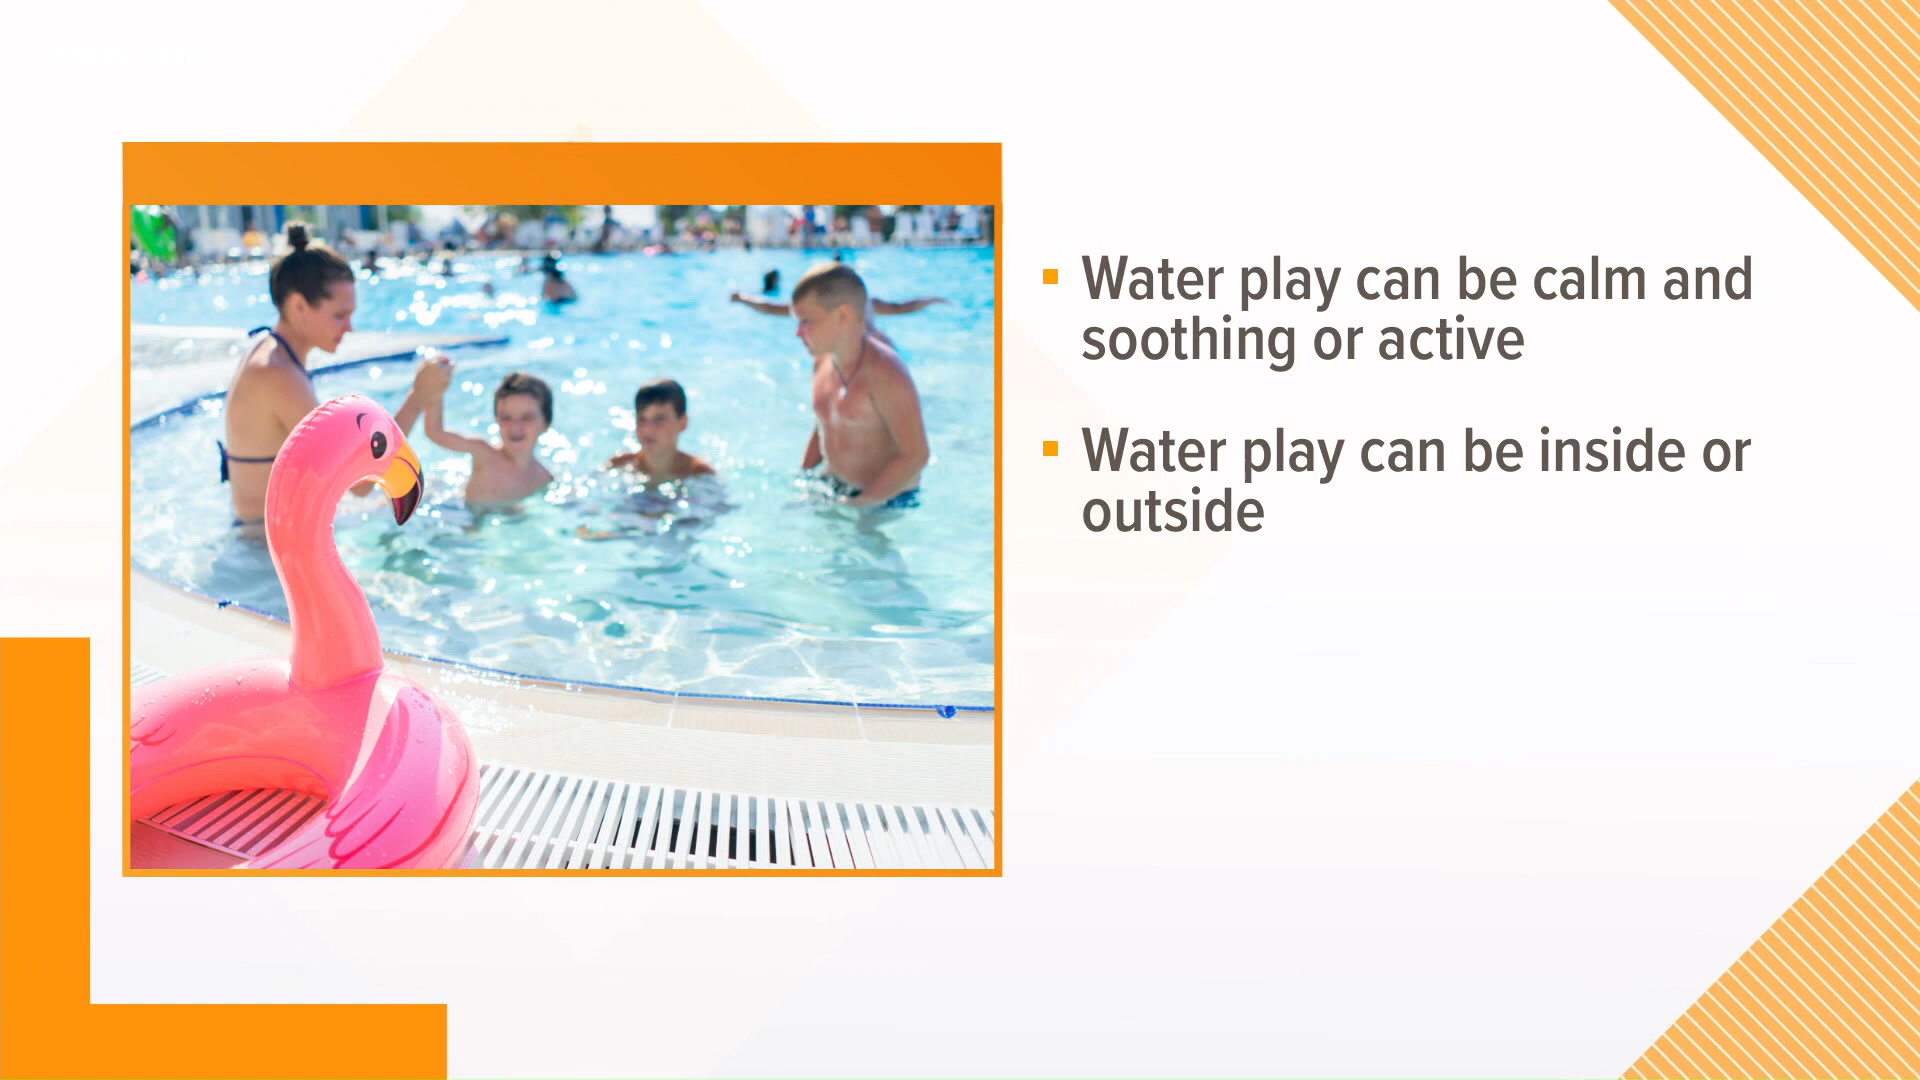 Water play can be calm and
soothing or active
Water play can be inside or
outside